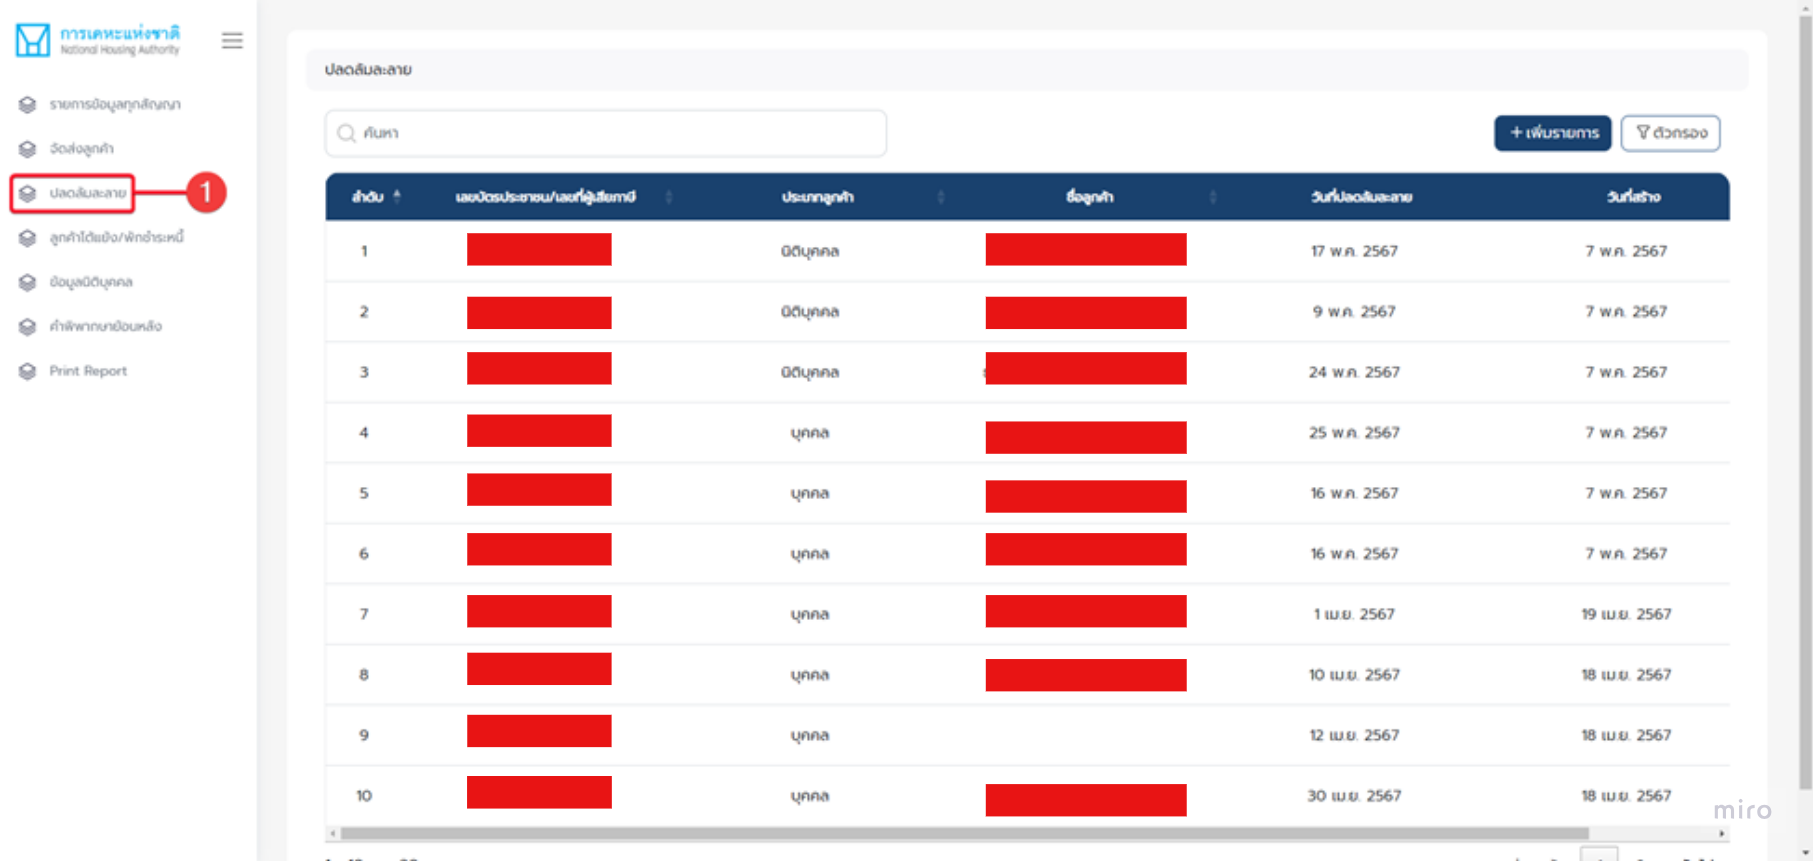 การเคหะแห่งชาติ
National Housing Authority
รายการข้อมูลทุกสัญญา
จัดส่งลูกค้า
ปลดล้มละลาย
1
ลูกค้าโต้แย้ง/พักชำระหนี้
ข้อมูลนิติบุคคล
คำพิพากษาย้อนหลัง
Print Report
ปลดล้มละลาย
ค้นหา
+ เพิ่มรายการ ตัวกรอง
ลำดับ เลขบัตรประชาชน/เลขที่ผู้เสียภาษี ประเภทลูกค้า ชื่อลูกค้า วันที่ปลดล้มละลาย วันที่สร้าง
1 นิติบุคคล 17 พ.ค. 2567 7 พ.ค. 2567
2 นิติบุคคล 9 พ.ค. 2567 7 พ.ค. 2567
3 นิติบุคคล 24 พ.ค. 2567 7 พ.ค. 2567
4 บุคคล 25 พ.ค. 2567 7 พ.ค. 2567
5 บุคคล 16 พ.ค. 2567 7 พ.ค. 2567
6 บุคคล 16 พ.ค. 2567 7 พ.ค. 2567
7 บุคคล 1 เม.ย. 2567 19 เม.ย. 2567
8 บุคคล 10 เม.ย. 2567 18 เม.ย. 2567
9 บุคคล 12 เม.ย. 2567 18 เม.ย. 2567
10 บุคคล 30 เม.ย. 2567 18 เม.ย. 2567
miro